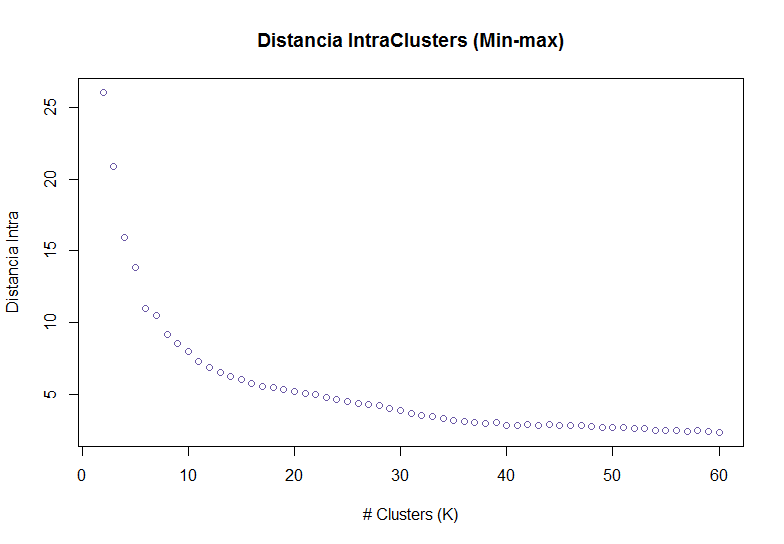 Distancia IntraClusters (Min-max)
Distancia Intra
25
20
15
10
5
0 10 20 30 40 50 60
# Clusters (K)